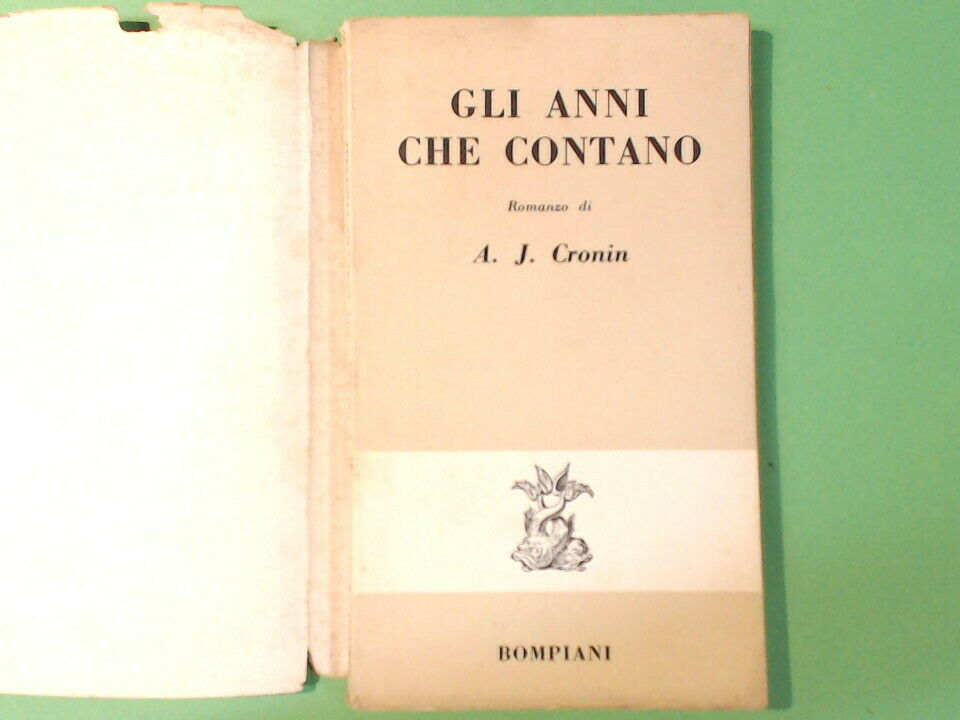 GLI ANNI
CHE CONTANO
Romanzo di
A. J. Cronin
BOMPIANI